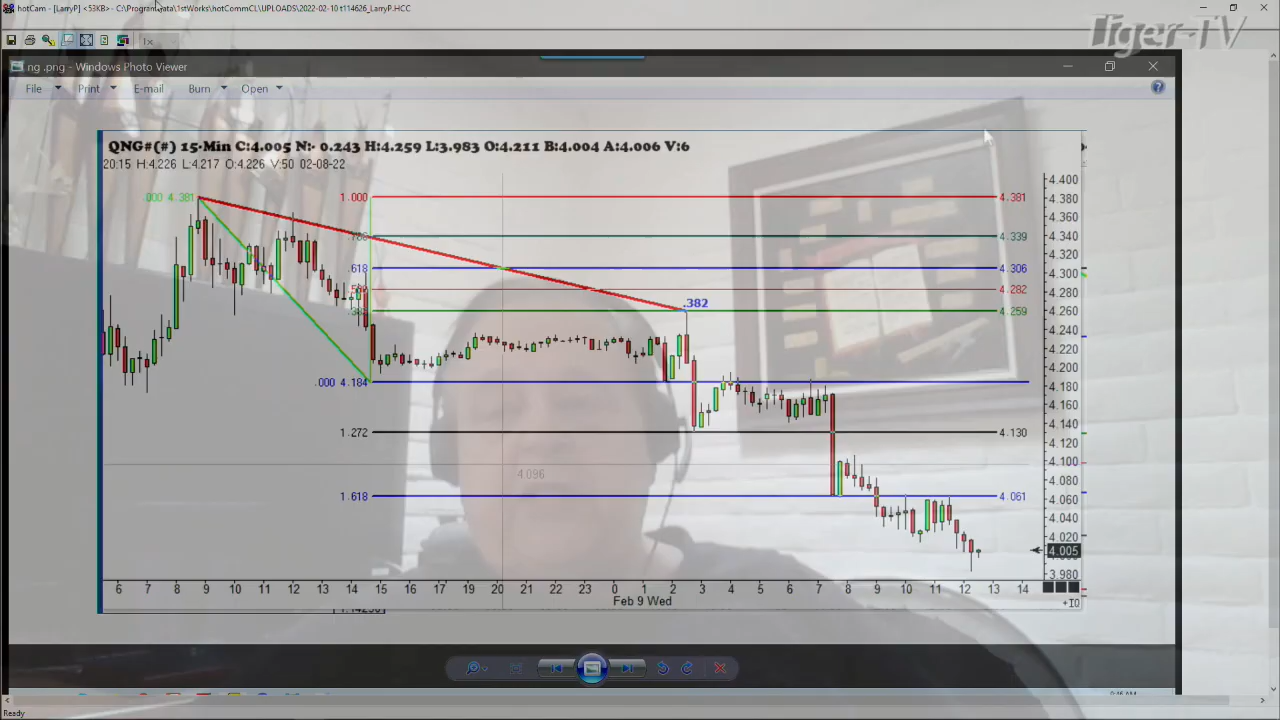 hotCam - [LarryP] <53KB> - C:\ProgramData\1stWorks\hotCommCL\UPLOADS\2022-02-10 t114626_LarryP.HCC
Tiger-TV
ng .png - Windows Photo Viewer
File Print E-mail Burn Open
QNG#(#) 15-Min C:4.005 N:- 0.243 H:4.259 L:3.983 O:4.211 B:4.004 A:4.006 V:6
20:15 H:4.226 L:4.217 O:4.226 V:50 02-08-22
4.400
.000 4.381 1.000 4.381 4.380
4.360
4.339 4.340
4.320
.618 4.306 4.300
4.282 4.280
.382 4.259 4.260
4.240
4.220
4.200
.000 4.184 4.180
4.160
4.140
1.272 4.130 4.120
4.100
4.096 4.080
1.618 4.061 4.060
4.040
4.020
4.005
3.980
6 7 8 9 10 11 12 13 14 15 16 17 18 19 20 21 22 23 0 1 2 3 4 5 6 7 8 9 10 11 12 13 14
Feb 9 Wed
Ready